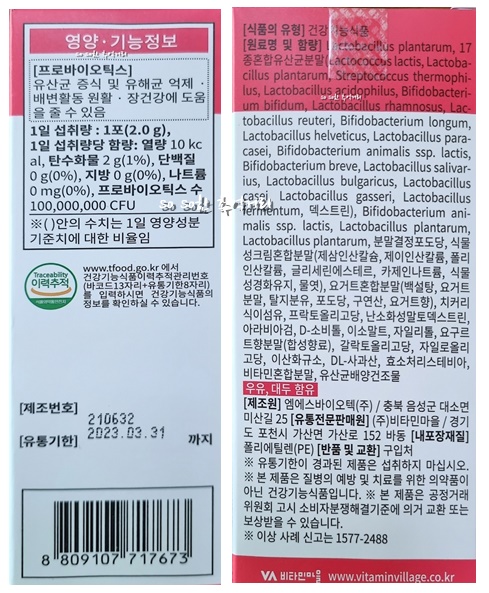 영양·기능정보
[프로바이오틱스]
유산균 증식 및 유해균 억제·
배변활동 원활·장건강에 도움
을 줄 수 있음
1일 섭취량 : 1포(2.0 g),
1일 섭취량당 함량: 열량 10 kc
al, 탄수화물 2 g(1%), 단백질
0 g(0%), 지방 0 g(0%), 나트륨
0 mg(0%), 프로바이오틱스 수
100,000,000 CFU
※( )안의 수치는 1일 영양성분
기준치에 대한 비율임
Traceability
이력추적
www.tfood.go.kr 에서
건강기능식품이력추적관리번호
(바코드13자리+유통기한8자리)
를 입력하시면 건강기능식품의
정보를 확인하실 수 있습니다.
[제조번호]
210632
[유통기한] 2023.03.31 까지
8 809107 717673
[식품의 유형] 건강기능식품
[원료명 및 함량] Lactobacillus plantarum, 17
종혼합유산균분말(Lactococcus lactis, Lactoba-
cillus plantarum, Streptococcus thermophi-
lus, Lactobacillus acidophilus, Bifidobacteri-
um bifidum, Lactobacillus rhamnosus, Lac-
tobacillus reuteri, Bifidobacterium longum,
Lactobacillus helveticus, Lactobacillus para-
casei, Bifidobacterium animalis ssp. lactis,
Bifidobacterium breve, Lactobacillus salivar-
ius, Lactobacillus bulgaricus, Lactobacillus
casei, Lactobacillus gasseri, Lactobacillus
fermentum, 덱스트린), Bifidobacterium ani-
malis ssp. lactis, Lactobacillus plantarum,
Lactobacillus plantarum, 분말결정포도당, 식물
성크림혼합분말(제삼인산칼슘, 제이인산칼륨, 폴리
인산칼륨, 글리세린에스테르, 카제인나트륨, 식물
성경화유지, 물엿), 요거트혼합분말(백설탕, 요거트
분말, 탈지분유, 포도당, 구연산, 요거트향), 치커리
식이섬유, 프락토올리고당, 난소화성말토덱스트린,
아라비아검, D-소비톨, 이소말트, 자일리톨, 요구르
트향분말(합성향료), 갈락토올리고당, 자일로올리
고당, 이산화규소, DL-사과산, 효소처리스테비아,
비타민혼합분말, 유산균배양건조물
우유, 대두 함유
[제조원] 엠에스바이오텍(주) / 충북 음성군 대소면
미산길 25 [유통전문판매원] (주)비타민마을 / 경기
도 포천시 가산면 가산로 152 바동 [내포장재질]
폴리에틸렌(PE) [반품 및 교환] 구입처
※ 유통기한이 경과된 제품은 섭취하지 마십시오.
※ 본 제품은 질병의 예방 및 치료를 위한 의약품이
아닌 건강기능식품입니다. ※ 본 제품은 공정거래
위원회 고시 소비자분쟁해결기준에 의거 교환 또는
보상받을 수 있습니다.
※ 이상 사례 신고는 1577-2488
VA 비타민마을 www.vitaminvillage.co.kr